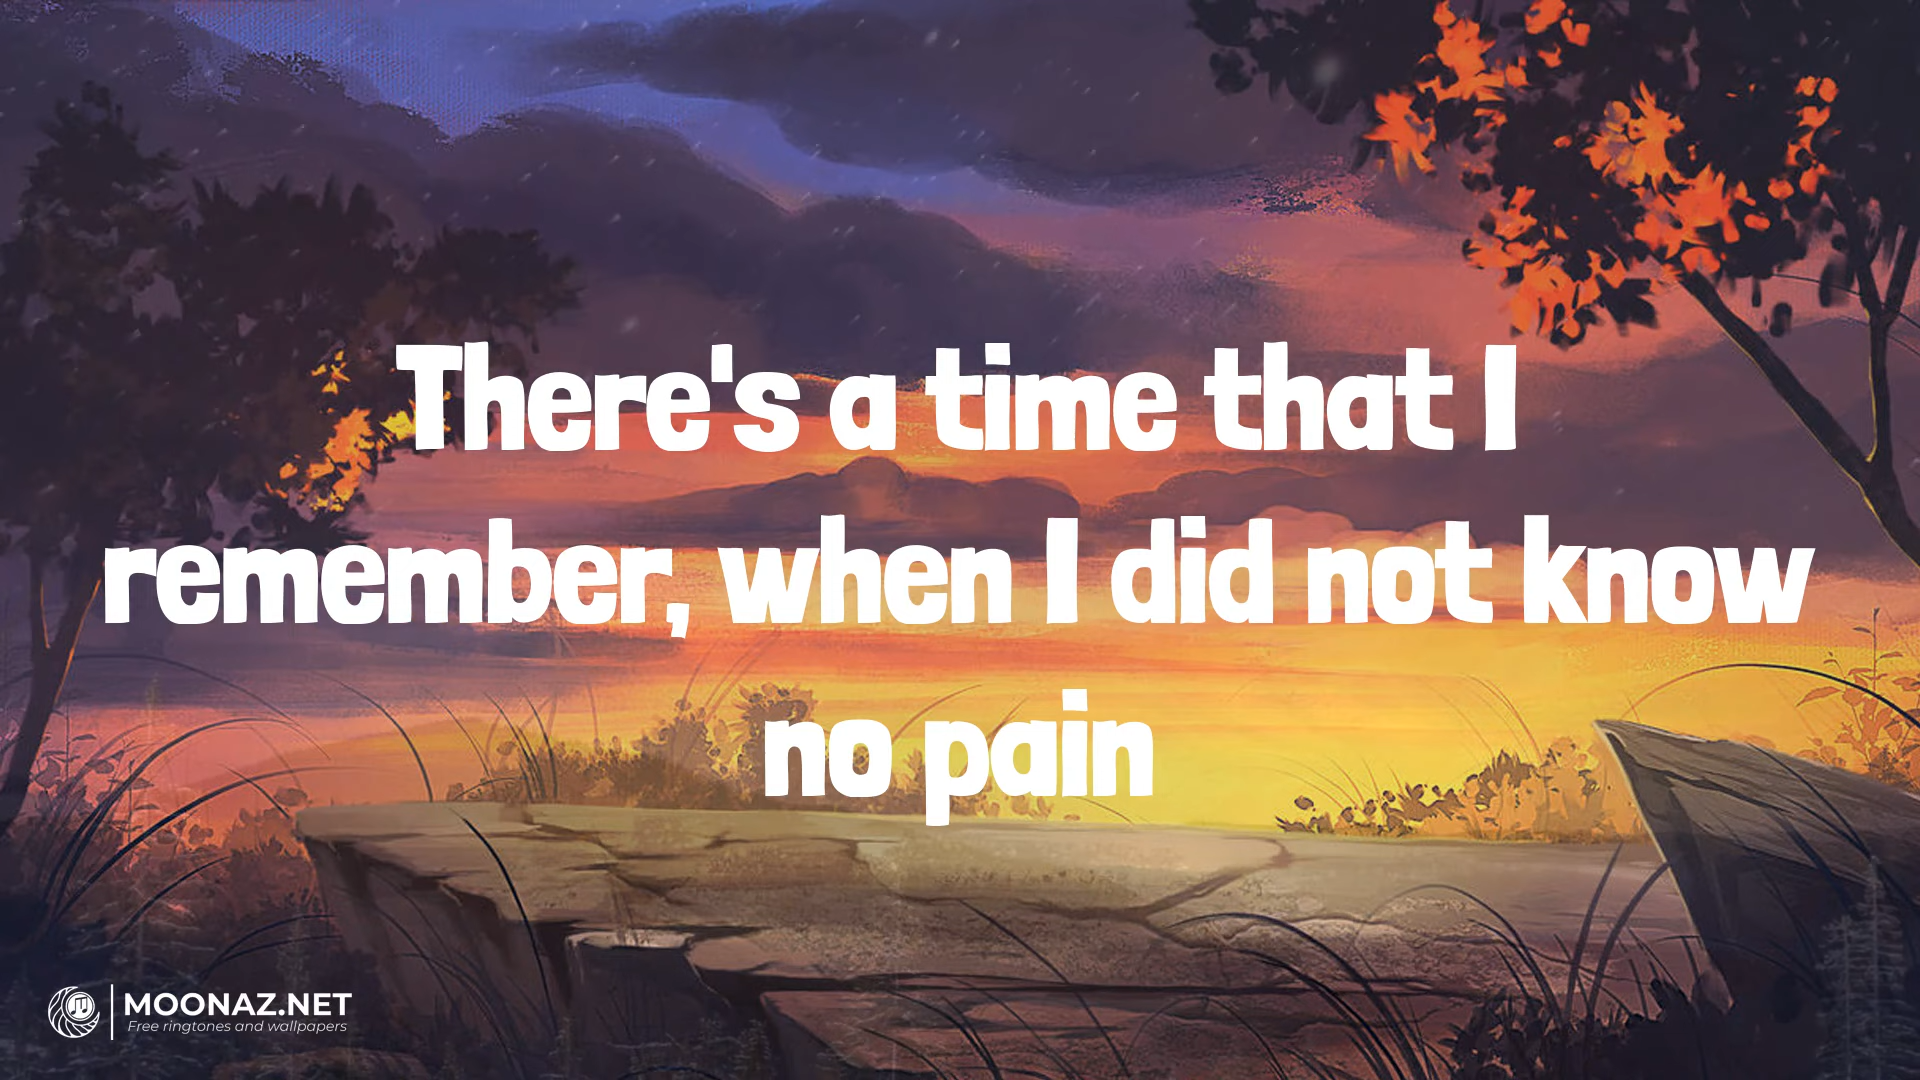 There's a time that I
remember, when I did not know
no pain
MOONAZ.NET
Free ringtones and wallpapers